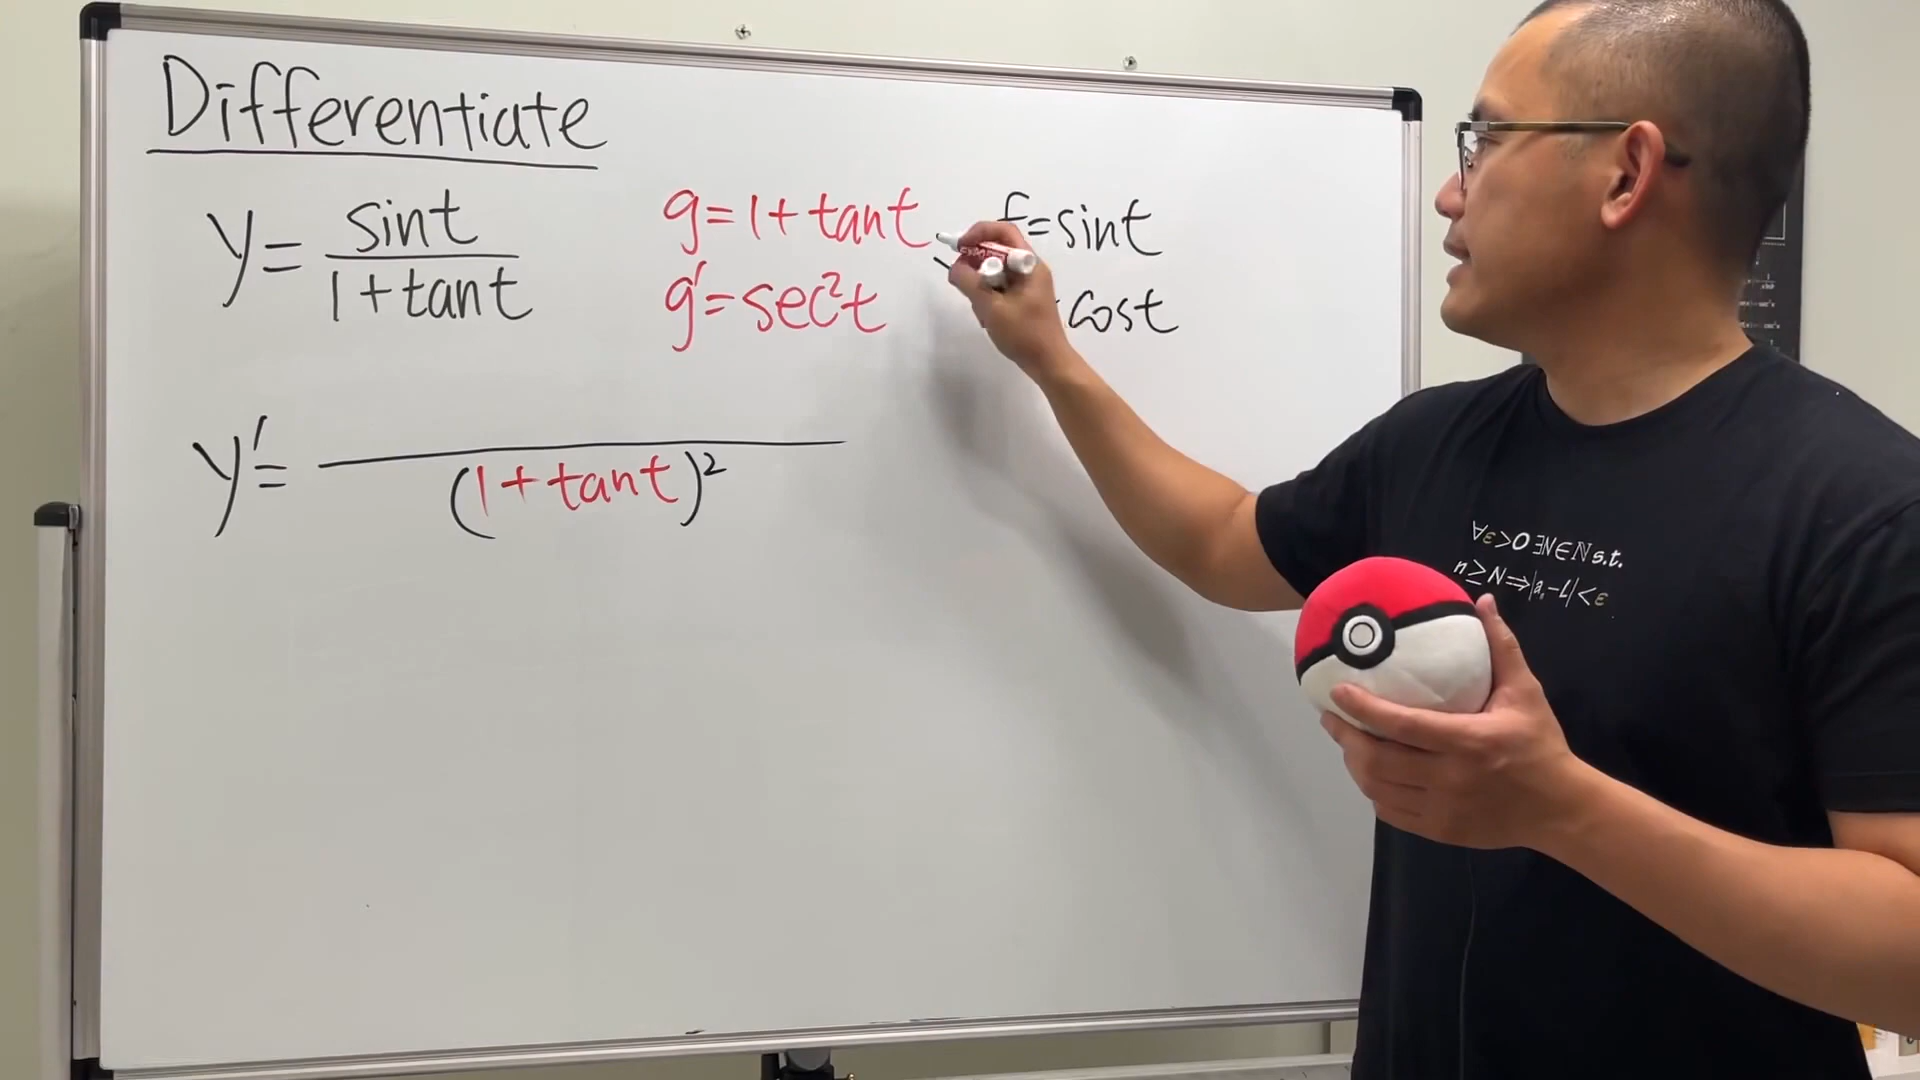 Differentiate
y = sint / 1 + tant
g = 1 + tant
g' = sec²t
f = sint
= cost
y' = / (1 + tant)²
∀ε>0 ∃N∈ℕ s.t.
n≥N⇒|aₙ-L|<ε